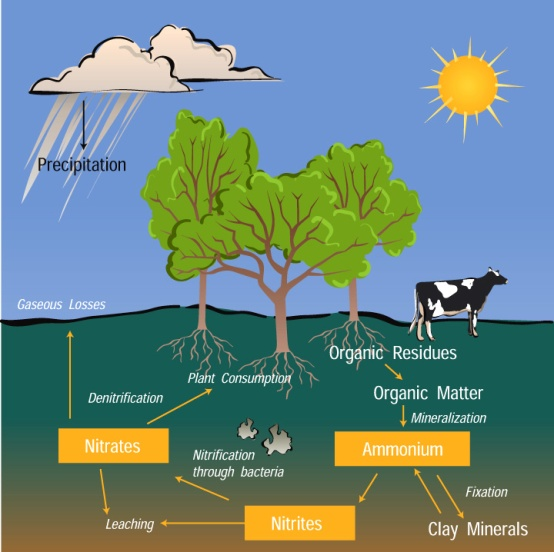 Precipitation
Gaseous Losses
Organic Residues
Plant Consumption
Organic Matter
Denitrification
Mineralization
Nitrates
Ammonium
Nitrification
through bacteria
Fixation
Leaching
Nitrites
Clay Minerals